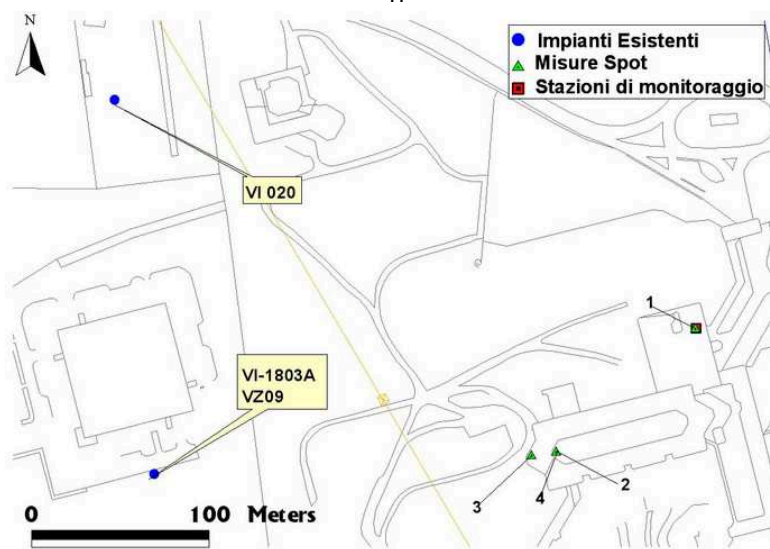 N
Impianti Esistenti
Misure Spot
Stazioni di monitoraggio
VI 020
1
VI-1803A
VZ09
3
4
2
0
100 Meters